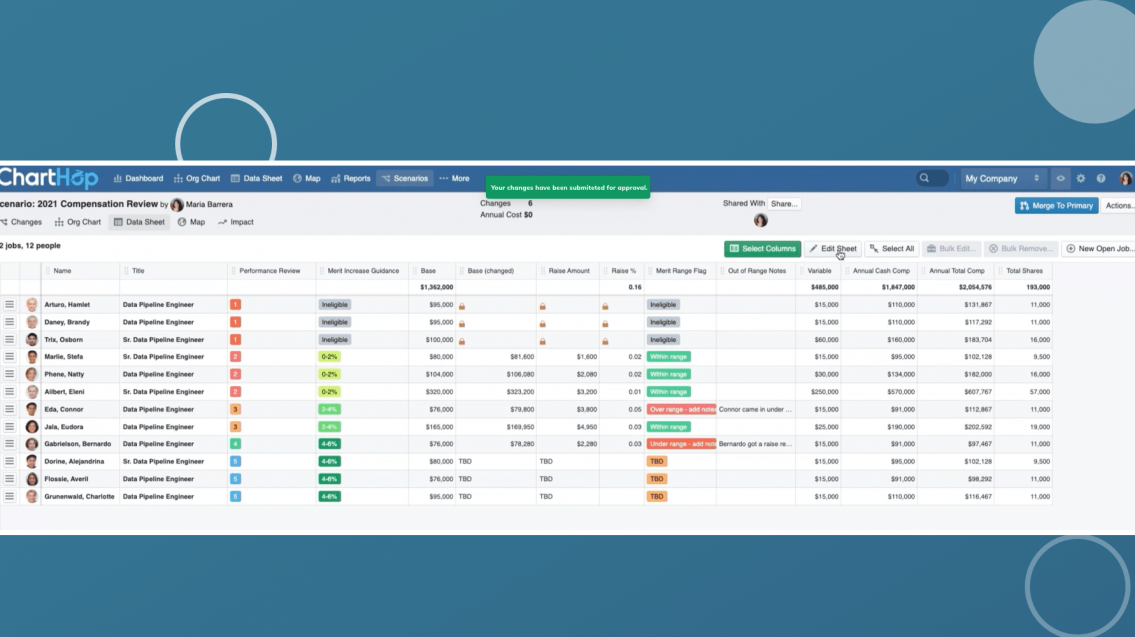 ChartHop Dashboard Org Chart Data Sheet Map Reports Scenarios More My Company
Your changes have been submiteted for approval.
cenario: 2021 Compensation Review by Maria Barrera Changes 6 Shared With Share... Merge To Primary Actions...
Annual Cost $0
Changes Org Chart Data Sheet Map Impact
2 jobs, 12 people Select Columns Edit Sheet Select All Bulk Edit... Bulk Remove... New Open Job...
Name Title Performance Review Merit Increase Guidance Base Base (changed) Raise Amount Raise % Merit Range Flag Out of Range Notes Variable Annual Cash Comp Annual Total Comp Total Shares
$1,362,000 0.16 $485,000 $1,847,000 $2,054,576 193,000
Arturo, Hamlet Data Pipeline Engineer 1 Ineligible $95,000 Ineligible $15,000 $110,000 $131,867 11,000
Daney, Brandy Data Pipeline Engineer 1 Ineligible $95,000 Ineligible $15,000 $110,000 $117,292 11,000
Trix, Osborn Sr. Data Pipeline Engineer 1 Ineligible $100,000 Ineligible $60,000 $160,000 $183,704 16,000
Marlie, Stefa Data Pipeline Engineer 2 0-2% $80,000 $81,600 $1,600 0.02 Within range $15,000 $95,000 $102,128 9,500
Phene, Natty Data Pipeline Engineer 2 0-2% $104,000 $106,080 $2,080 0.02 Within range $30,000 $134,000 $182,000 16,000
Ailbert, Eleni Sr. Data Pipeline Engineer 2 0-2% $320,000 $323,200 $3,200 0.01 Within range $250,000 $570,000 $607,767 57,000
Eda, Connor Data Pipeline Engineer 3 2-4% $76,000 $79,800 $3,800 0.05 Over range - add note Connor came in under ... $15,000 $91,000 $112,867 11,000
Jala, Eudora Data Pipeline Engineer 3 2-4% $165,000 $169,950 $4,950 0.03 Within range $25,000 $190,000 $202,592 19,000
Gabrielson, Bernardo Data Pipeline Engineer 4 4-6% $76,000 $78,280 $2,280 0.03 Under range - add not Bernardo got a raise re... $15,000 $91,000 $97,467 11,000
Dorine, Alejandrina Sr. Data Pipeline Engineer 5 4-6% $80,000 TBD TBD TBD $15,000 $95,000 $102,128 9,500
Flossie, Averil Data Pipeline Engineer 5 4-6% $76,000 TBD TBD TBD $15,000 $91,000 $98,292 11,000
Grunenwald, Charlotte Data Pipeline Engineer 5 4-6% $95,000 TBD TBD TBD $15,000 $110,000 $116,467 11,000